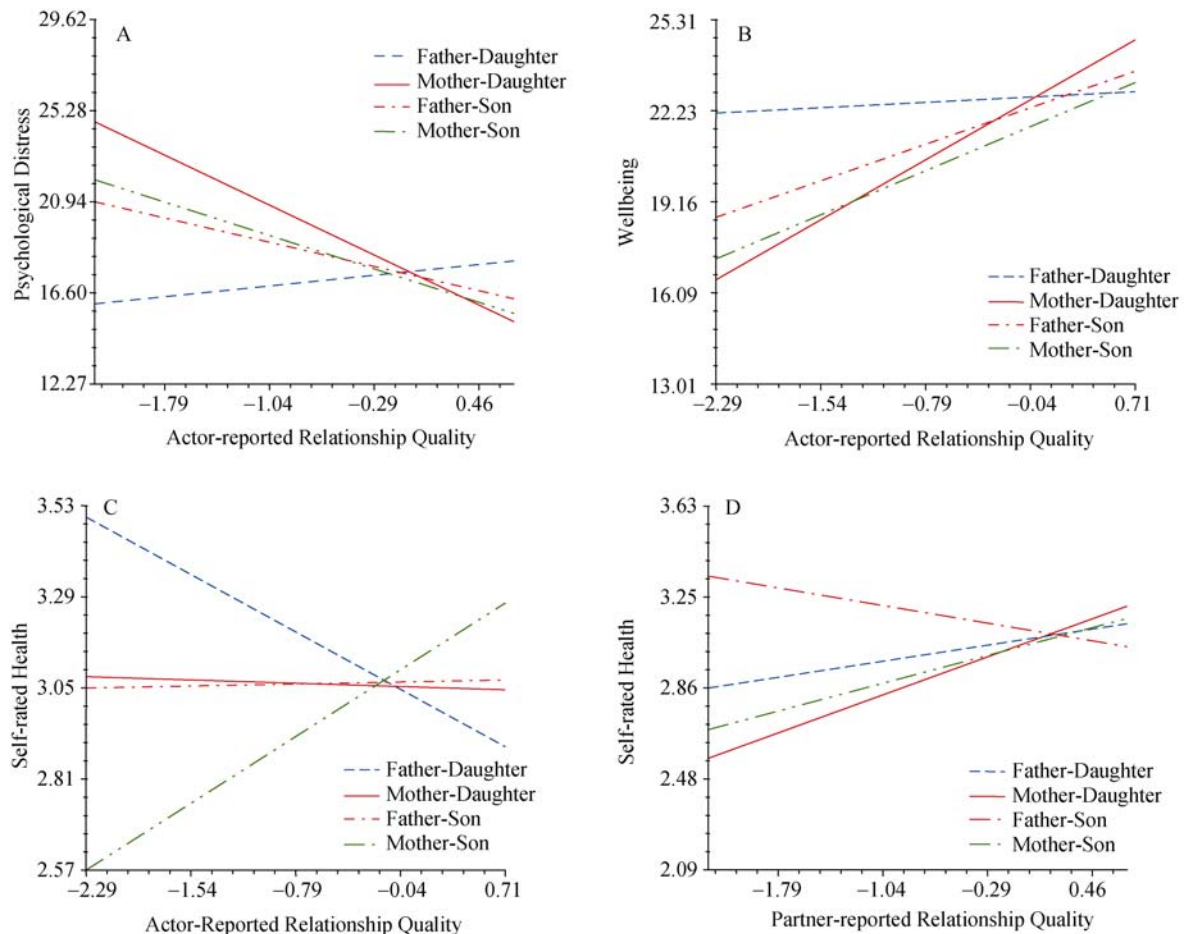 A
29.62
25.28
20.94
16.60
12.27
Psychological Distress
Father-Daughter
Mother-Daughter
Father-Son
Mother-Son
−1.79 −1.04 −0.29 0.46
Actor-reported Relationship Quality
B
25.31
22.23
19.16
16.09
13.01
Wellbeing
Father-Daughter
Mother-Daughter
Father-Son
Mother-Son
−2.29 −1.54 −0.79 −0.04 0.71
Actor-reported Relationship Quality
C
3.53
3.29
3.05
2.81
2.57
Self-rated Health
Father-Daughter
Mother-Daughter
Father-Son
Mother-Son
−2.29 −1.54 −0.79 −0.04 0.71
Actor-Reported Relationship Quality
D
3.63
3.25
2.86
2.48
2.09
Self-rated Health
Father-Daughter
Mother-Daughter
Father-Son
Mother-Son
−1.79 −1.04 −0.29 0.46
Partner-reported Relationship Quality